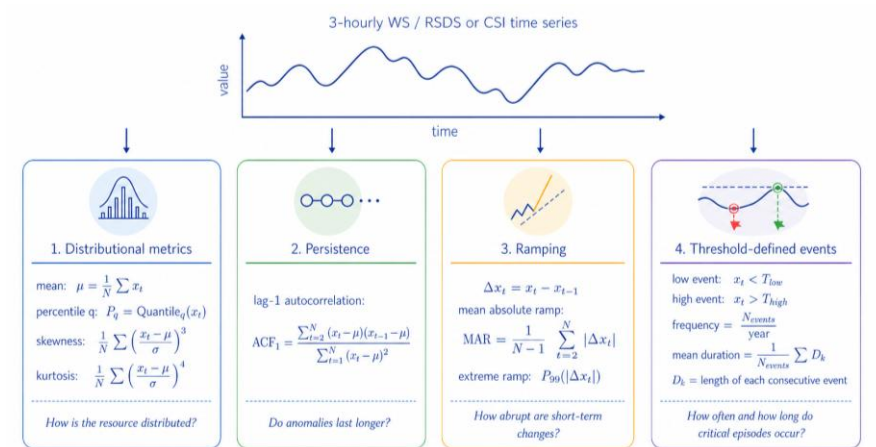 3-hourly WS / RSDS or CSI time series
value
time
1. Distributional metrics
mean: μ = 1/N ∑ x_t
percentile q: P_q = Quantile_q(x_t)
skewness: 1/N ∑ ((x_t − μ)/σ)^3
kurtosis: 1/N ∑ ((x_t − μ)/σ)^4
How is the resource distributed?
2. Persistence
lag-1 autocorrelation:
ACF_1 = ∑_{t=2}^{N} (x_t − μ)(x_{t−1} − μ) / ∑_{t=1}^{N} (x_t − μ)^2
Do anomalies last longer?
3. Ramping
Δx_t = x_t − x_{t−1}
mean absolute ramp:
MAR = 1/(N − 1) ∑_{t=2}^{N} |Δx_t|
extreme ramp: P_99(|Δx_t|)
How abrupt are short-term
changes?
4. Threshold-defined events
low event: x_t < T_low
high event: x_t > T_high
frequency = N_events/year
mean duration = 1/N_events ∑ D_k
D_k = length of each consecutive event
How often and how long do
critical episodes occur?